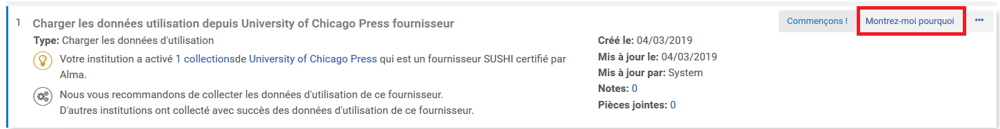 1 Charger les données utilisation depuis University of Chicago Press fournisseur
Commençons ! Montrez-moi pourquoi •••
Type: Charger les données d'utilisation
Votre institution a activé 1 collectionsde University of Chicago Press qui est un fournisseur SUSHI certifié par
Alma.
Nous vous recommandons de collecter les données d'utilisation de ce fournisseur.
D'autres institutions ont collecté avec succès des données d'utilisation de ce fournisseur.
Créé le: 04/03/2019
Mis à jour le: 04/03/2019
Mis à jour par: System
Notes: 0
Pièces jointes: 0